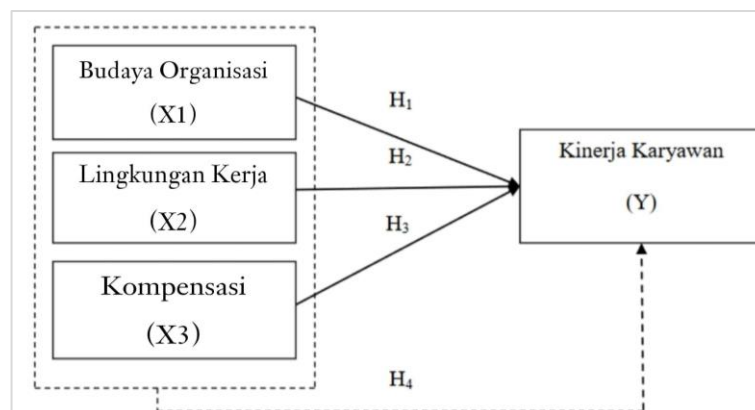 Budaya Organisasi
(X1)
H₁
Lingkungan Kerja
(X2)
H₂
Kompensasi
(X3)
H₃
Kinerja Karyawan
(Y)
H₄